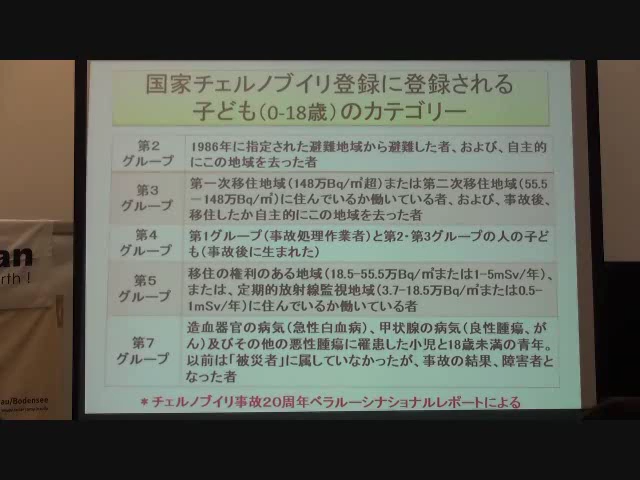 国家チェルノブイリ登録に登録される
子ども(0-18歳)のカテゴリー
第2
グループ
1986年に指定された避難地域から避難した者、および、自主的
にこの地域を去った者
第3
グループ
第一次移住地域(148万Bq/㎡超)または第二次移住地域(55.5
－148万Bq/㎡)に住んでいるか働いている者、および、事故後、
移住したか自主的にこの地域を去った者
第4
グループ
第1グループ(事故処理作業者)と第2・第3グループの人の子ど
も(事故後に生まれた)
第5
グループ
移住の権利のある地域(18.5-55.5万Bq/㎡または1-5mSv/年)、
または、定期的放射線監視地域(3.7-18.5万Bq/㎡または0.5-
1mSv/年)に住んでいるか働いている者
第7
グループ
造血器官の病気(急性白血病)、甲状腺の病気(良性腫瘍、が
ん)及びその他の悪性腫瘍に罹患した小児と18歳未満の青年。
以前は「被災者」に属していなかったが、事故の結果、障害者と
なった者
＊チェルノブイリ事故20周年ベラルーシナショナルレポートによる
an
rth !
au/Bodensee